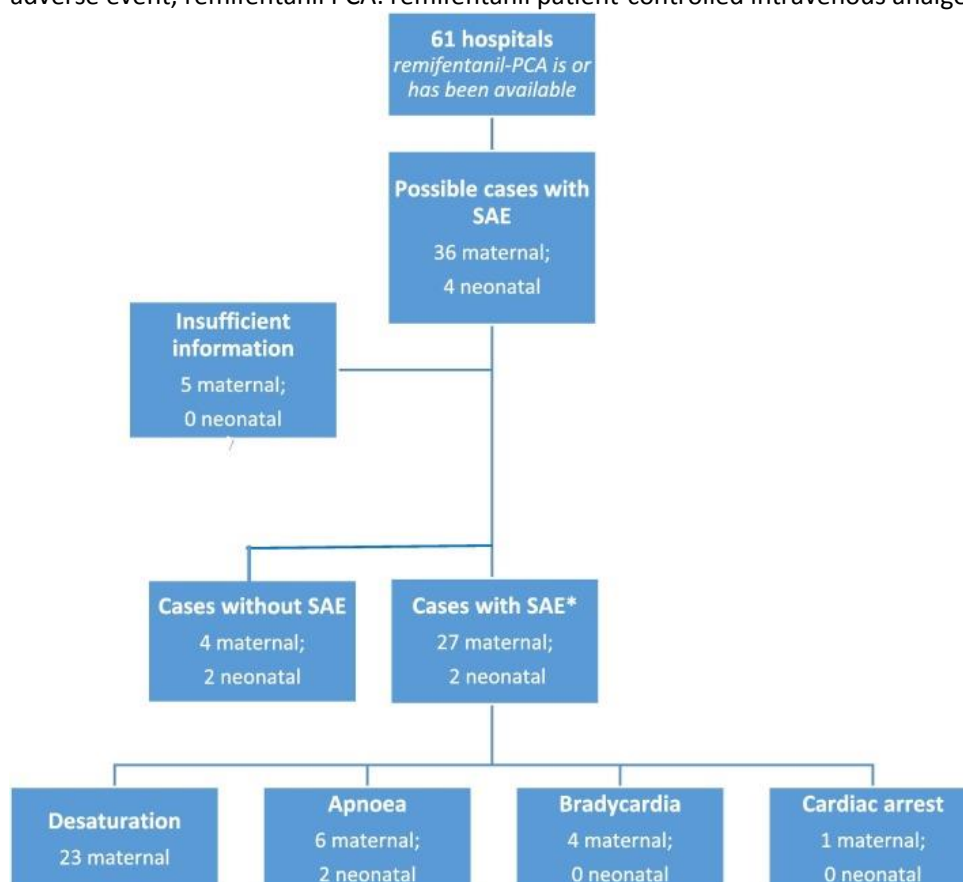 adverse event; remifentanil PCA: remifentanil patient-controlled intravenous analge
61 hospitals
remifentanil-PCA is or
has been available
Possible cases with
SAE
36 maternal;
4 neonatal
Insufficient
information
5 maternal;
0 neonatal
Cases without SAE
4 maternal;
2 neonatal
Cases with SAE*
27 maternal;
2 neonatal
Desaturation
23 maternal
Apnoea
6 maternal;
2 neonatal
Bradycardia
4 maternal;
0 neonatal
Cardiac arrest
1 maternal;
0 neonatal